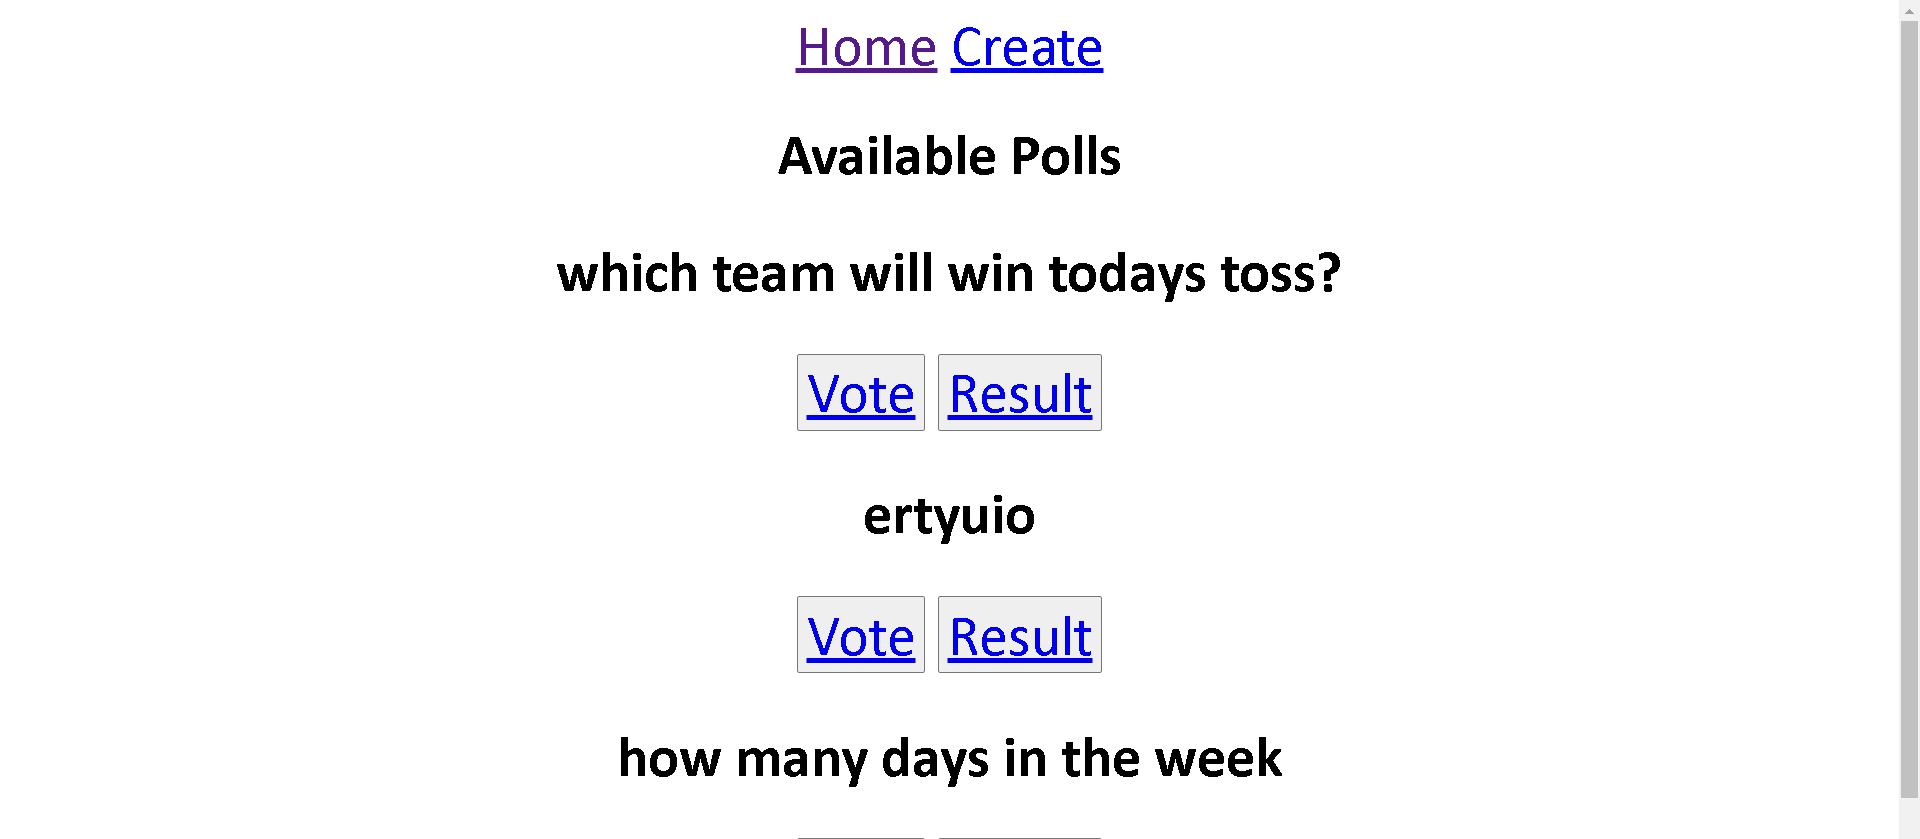 Home Create
Available Polls
which team will win todays toss?
Vote Result
ertyuio
Vote Result
how many days in the week